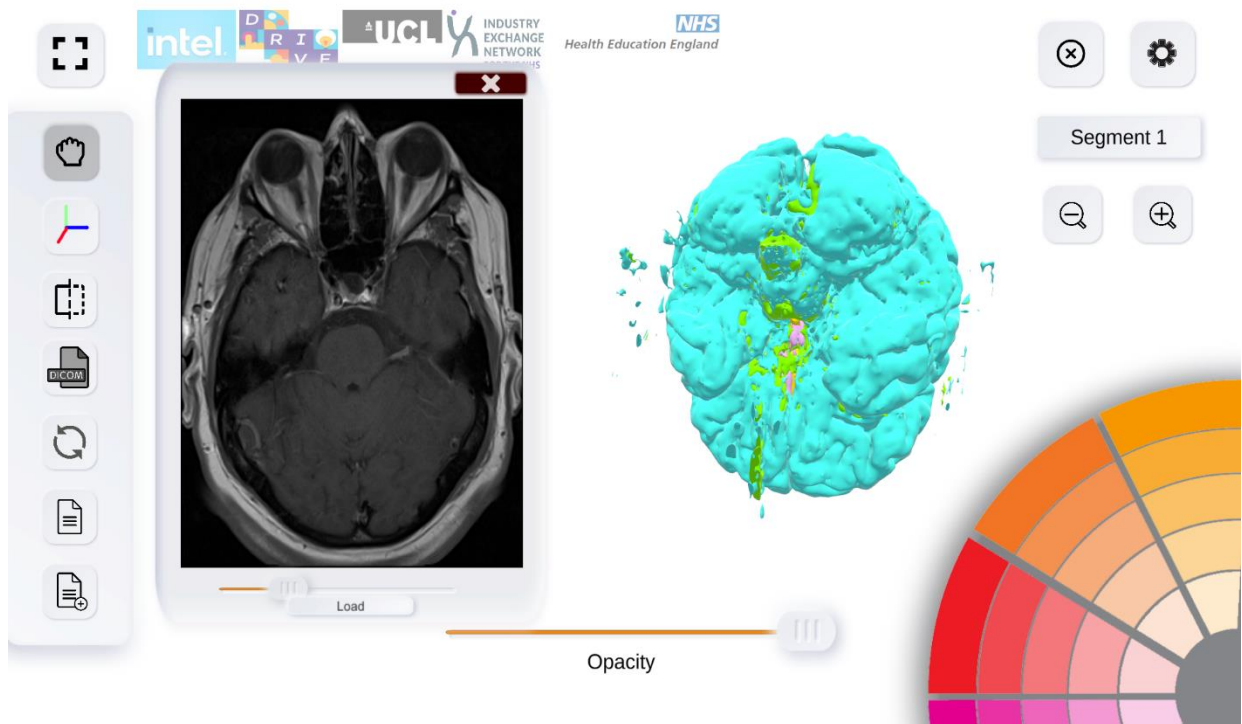 intel.
D
R I
V E
UCL
INDUSTRY
EXCHANGE
NETWORK
NHS
Health Education England
Segment 1
DICOM
Load
Opacity